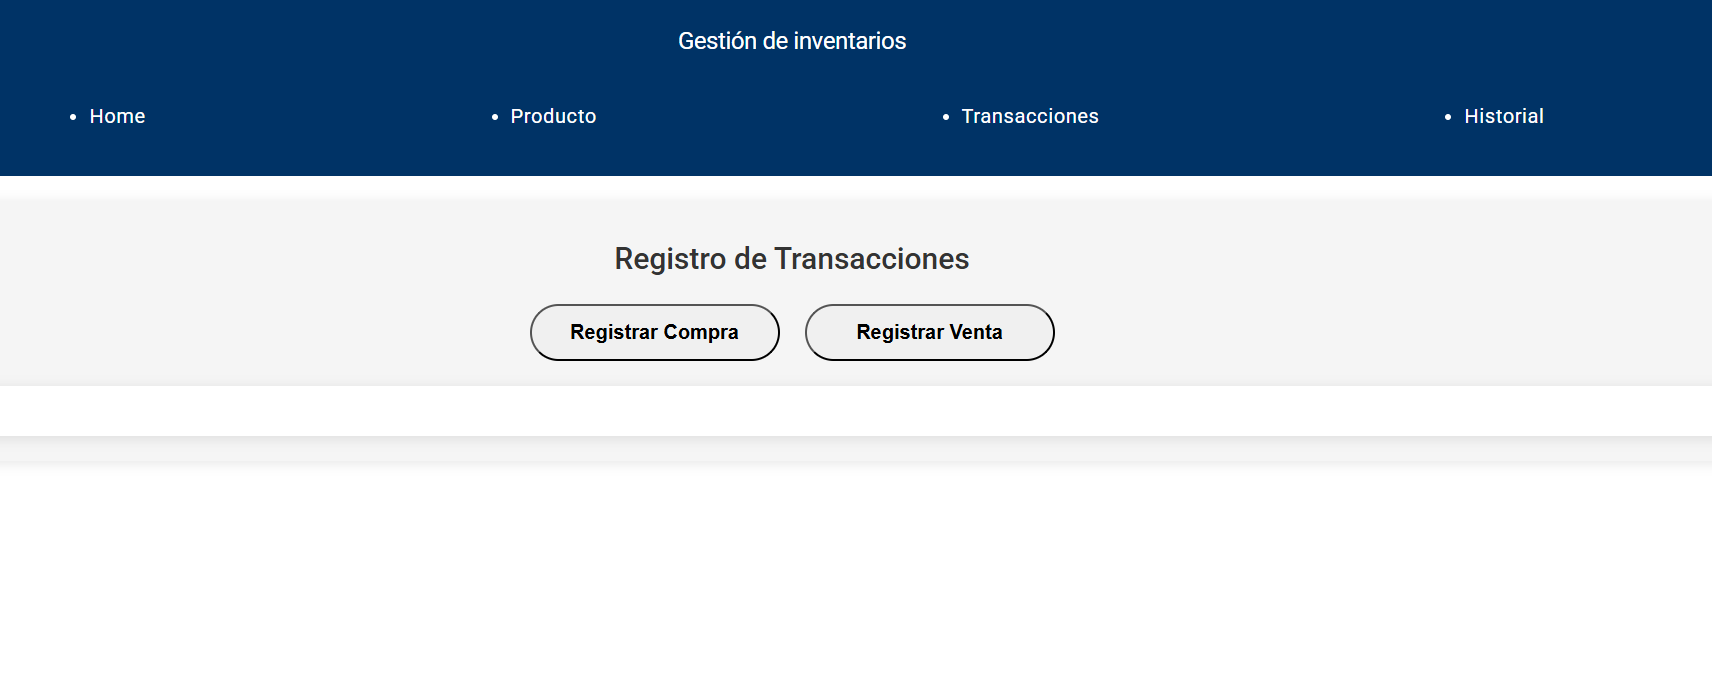 Gestión de inventarios
• Home • Producto • Transacciones • Historial
Registro de Transacciones
Registrar Compra Registrar Venta